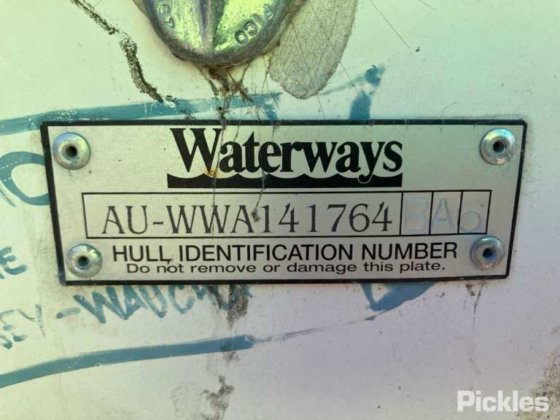 Waterways
AU-WWA141764
HULL IDENTIFICATION NUMBER
Do not remove or damage this plate.
Pickles